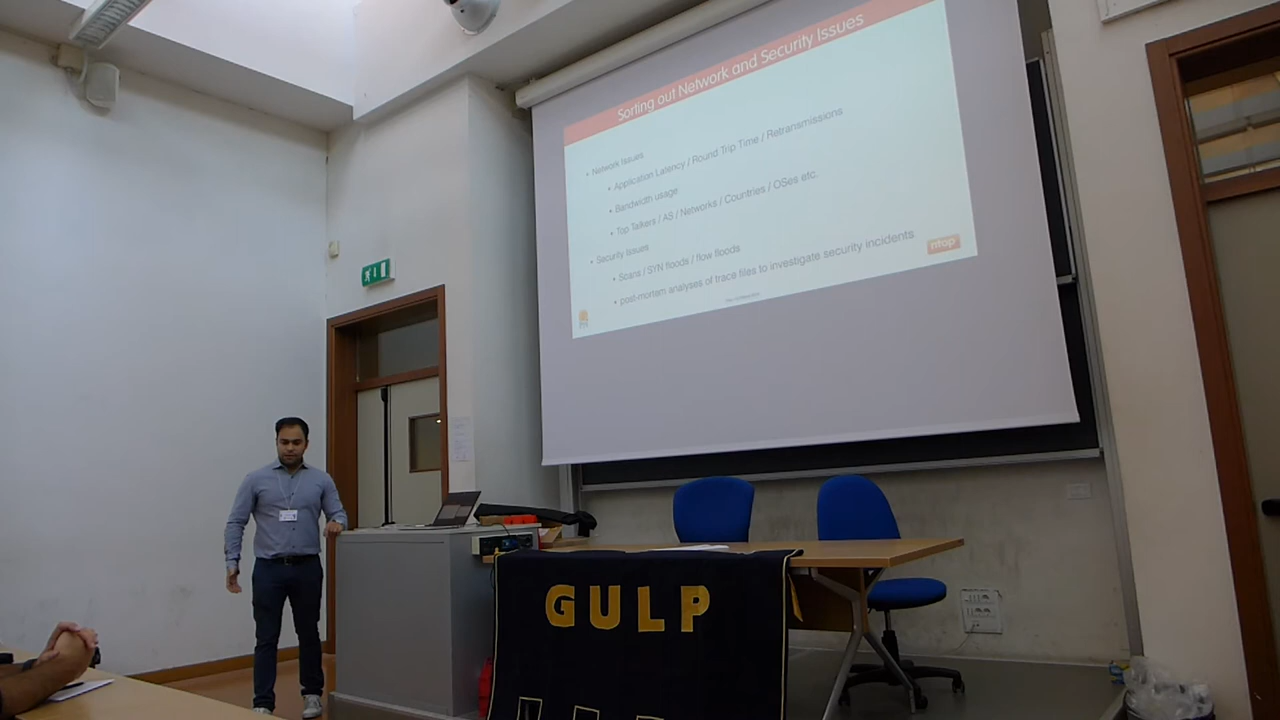 Sorting out Network and Security Issues
• Network Issues
• Application Latency / Round Trip Time / Retransmissions
• Bandwidth usage
• Top Talkers / AS / Networks / Countries / OSes etc.
• Security Issues
• Scans / SYN floods / flow floods
• post-mortem analyses of trace files to investigate security incidents
ntop
GULP